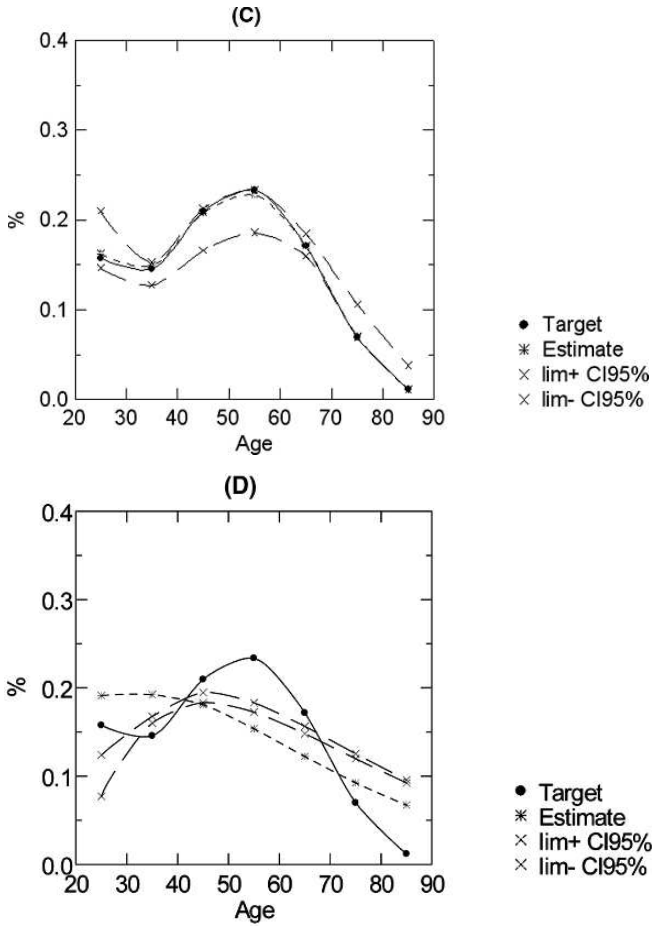 (C)
0.4
0.3
0.2
0.1
0.0
%
20 30 40 50 60 70 80 90
Age
Target
Estimate
lim+ CI95%
lim- CI95%
(D)
0.4
0.3
0.2
0.1
0.0
%
20 30 40 50 60 70 80 90
Age
Target
Estimate
lim+ CI95%
lim- CI95%